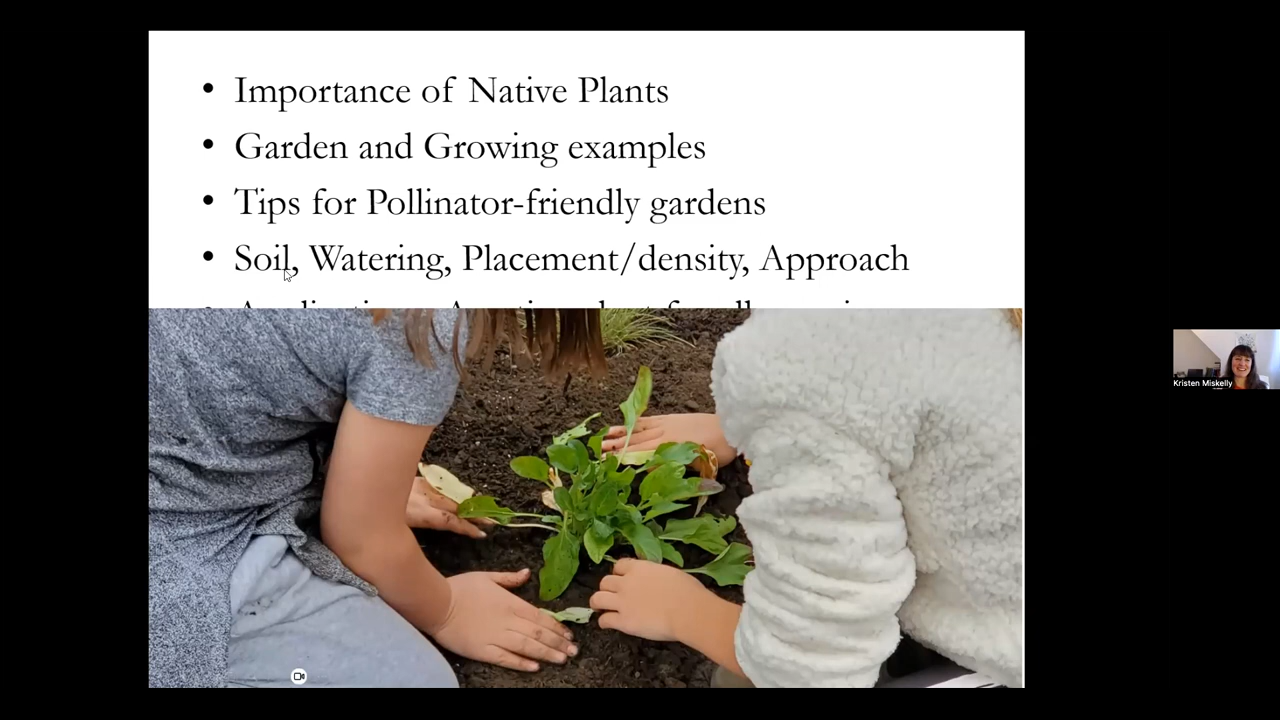 • Importance of Native Plants
• Garden and Growing examples
• Tips for Pollinator-friendly gardens
• Soil, Watering, Placement/density, Approach
Kristen Miskelly